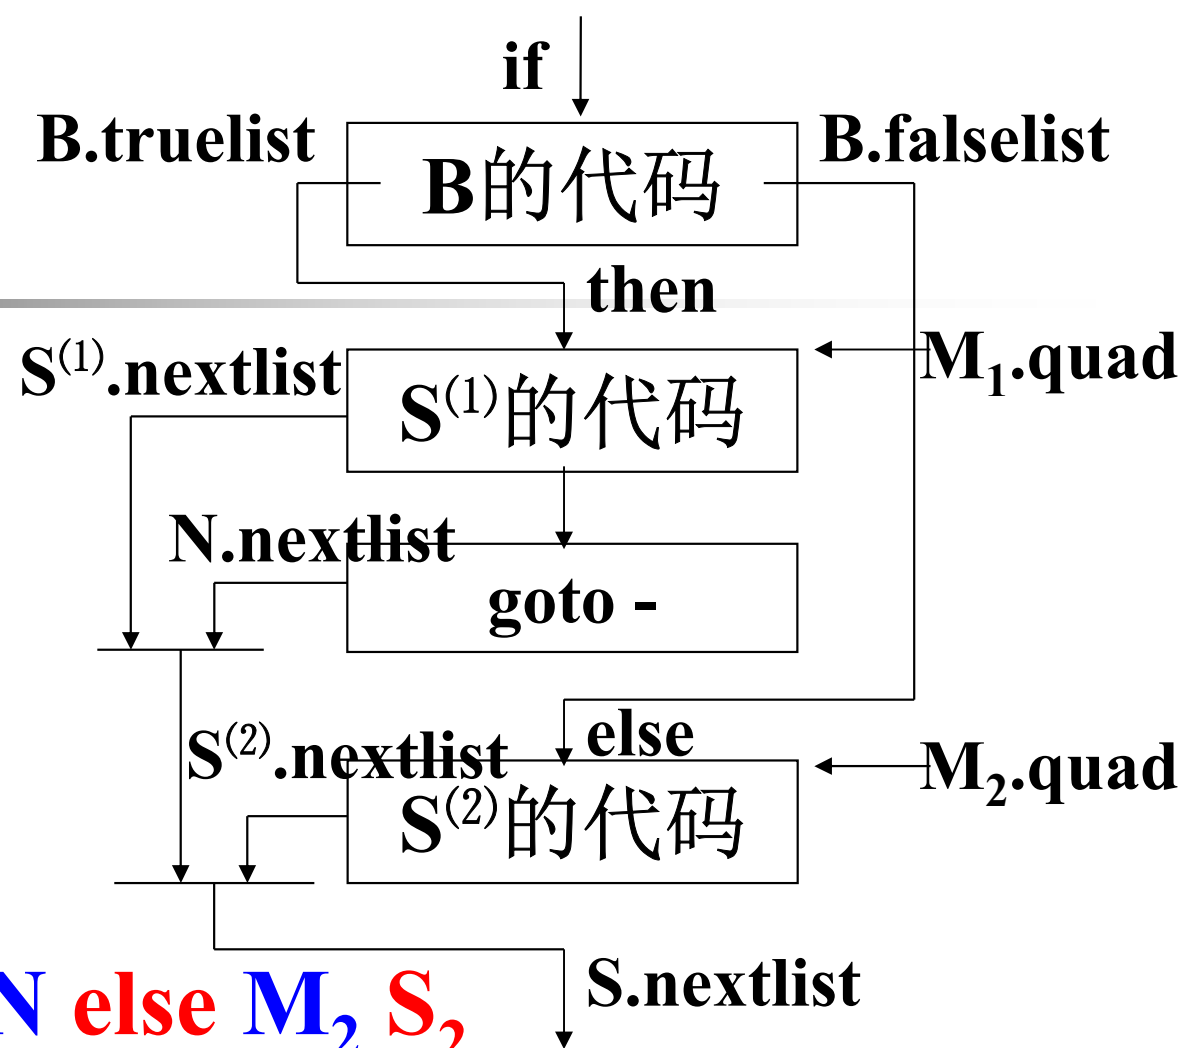 if
B.truelist
B.falselist
B的代码
then
S⁽¹⁾.nextlist
M₁.quad
S⁽¹⁾的代码
N.nextlist
goto -
else
S⁽²⁾.nextlist
M₂.quad
S⁽²⁾的代码
S.nextlist
N else M₂ S₂